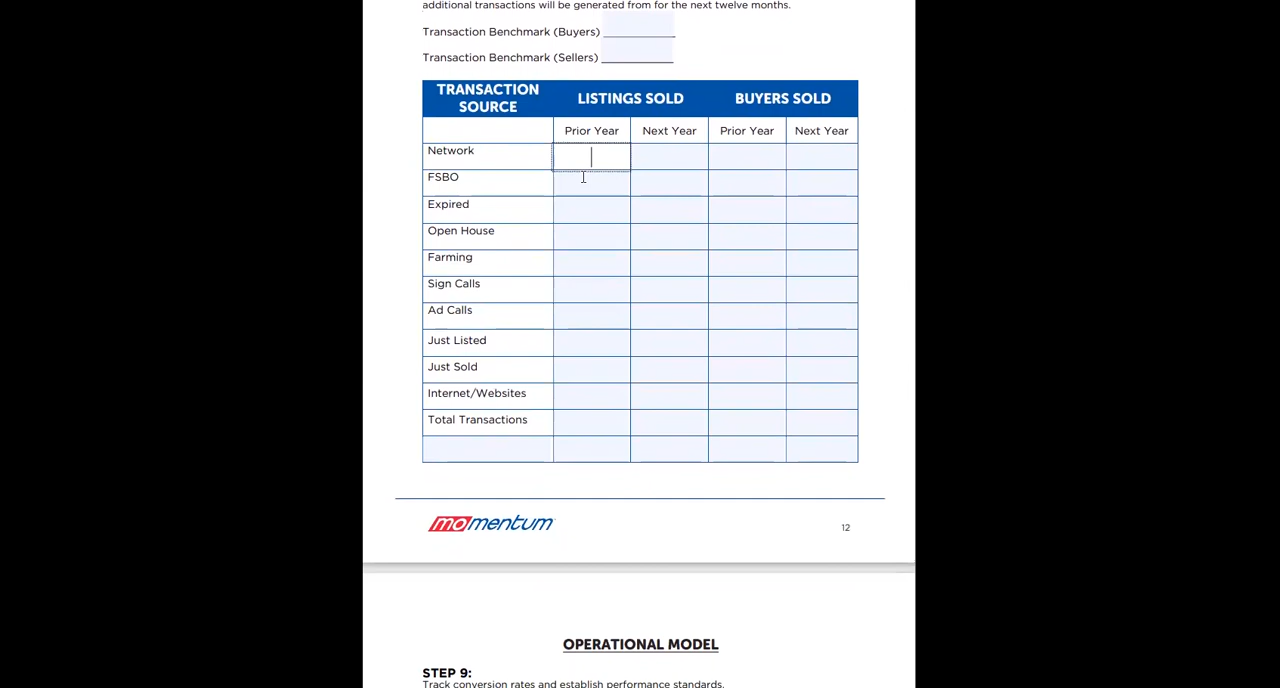 additional transactions will be generated from for the next twelve months.
Transaction Benchmark (Buyers)
Transaction Benchmark (Sellers)
TRANSACTION SOURCE LISTINGS SOLD BUYERS SOLD
Prior Year Next Year Prior Year Next Year
Network
FSBO
Expired
Open House
Farming
Sign Calls
Ad Calls
Just Listed
Just Sold
Internet/Websites
Total Transactions
momentum 12
OPERATIONAL MODEL
STEP 9:
Track conversion rates and establish performance standards.